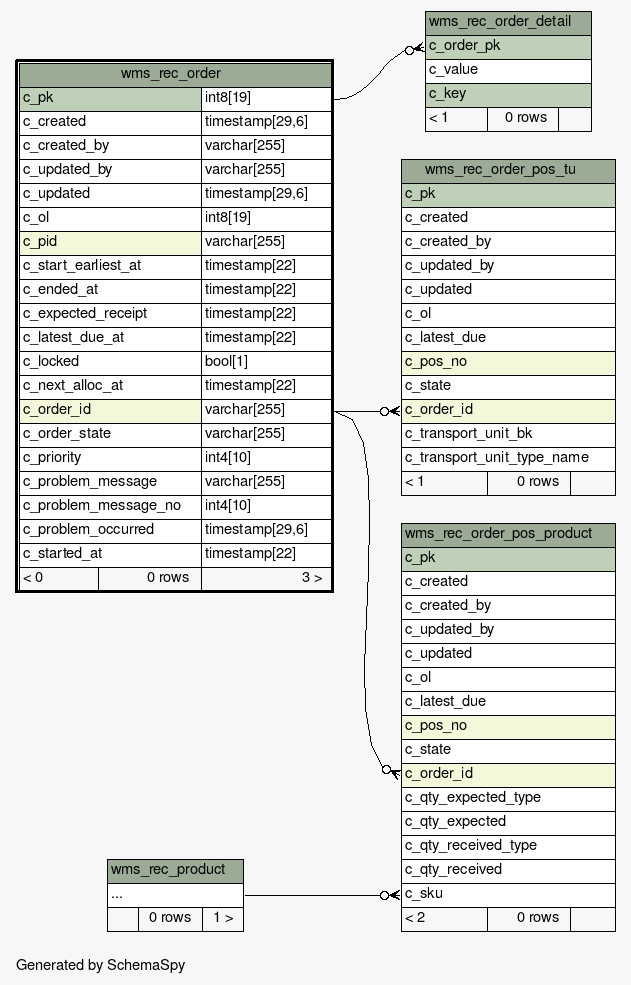 wms_rec_order_detail
c_order_pk
c_value
c_key
< 1 0 rows
wms_rec_order
c_pk int8[19]
c_created timestamp[29,6]
c_created_by varchar[255]
c_updated_by varchar[255]
c_updated timestamp[29,6]
c_ol int8[19]
c_pid varchar[255]
c_start_earliest_at timestamp[22]
c_ended_at timestamp[22]
c_expected_receipt timestamp[22]
c_latest_due_at timestamp[22]
c_locked bool[1]
c_next_alloc_at timestamp[22]
c_order_id varchar[255]
c_order_state varchar[255]
c_priority int4[10]
c_problem_message varchar[255]
c_problem_message_no int4[10]
c_problem_occurred timestamp[29,6]
c_started_at timestamp[22]
< 0 0 rows 3 >
wms_rec_order_pos_tu
c_pk
c_created
c_created_by
c_updated_by
c_updated
c_ol
c_latest_due
c_pos_no
c_state
c_order_id
c_transport_unit_bk
c_transport_unit_type_name
< 1 0 rows
wms_rec_order_pos_product
c_pk
c_created
c_created_by
c_updated_by
c_updated
c_ol
c_latest_due
c_pos_no
c_state
c_order_id
c_qty_expected_type
c_qty_expected
c_qty_received_type
c_qty_received
c_sku
< 2 0 rows
wms_rec_product
...
0 rows 1 >
Generated by SchemaSpy